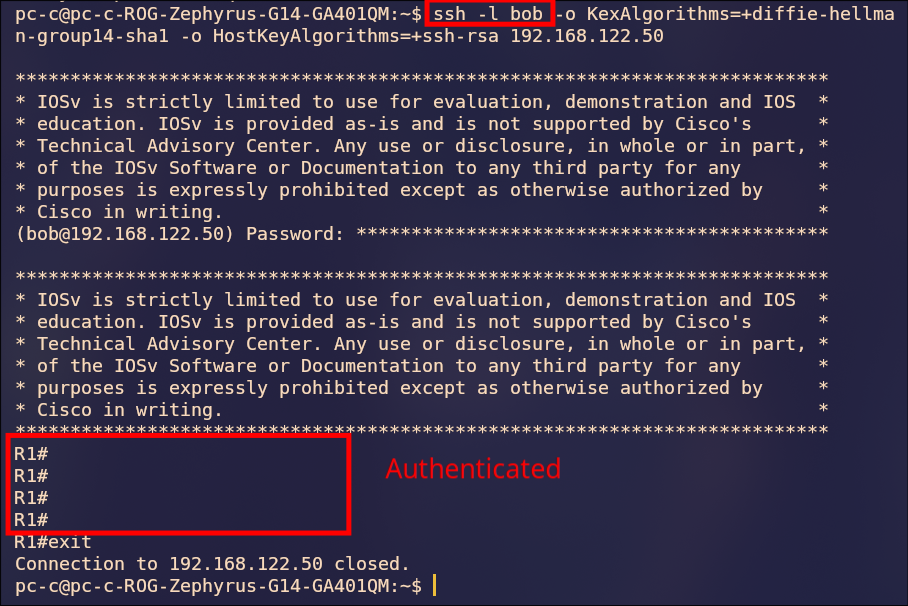 pc-c@pc-c-ROG-Zephyrus-G14-GA401QM:~$ ssh -l bob -o KexAlgorithms=+diffie-hellma
n-group14-sha1 -o HostKeyAlgorithms=+ssh-rsa 192.168.122.50
**************************************************************************
* IOSv is strictly limited to use for evaluation, demonstration and IOS  *
* education. IOSv is provided as-is and is not supported by Cisco's      *
* Technical Advisory Center. Any use or disclosure, in whole or in part, *
* of the IOSv Software or Documentation to any third party for any       *
* purposes is expressly prohibited except as otherwise authorized by     *
* Cisco in writing.                                                      *
(bob@192.168.122.50) Password: *******************************************
**************************************************************************
* IOSv is strictly limited to use for evaluation, demonstration and IOS  *
* education. IOSv is provided as-is and is not supported by Cisco's      *
* Technical Advisory Center. Any use or disclosure, in whole or in part, *
* of the IOSv Software or Documentation to any third party for any       *
* purposes is expressly prohibited except as otherwise authorized by     *
* Cisco in writing.                                                      *
**************************************************************************
R1#
Authenticated
R1#
R1#
R1#
R1#exit
Connection to 192.168.122.50 closed.
pc-c@pc-c-ROG-Zephyrus-G14-GA401QM:~$